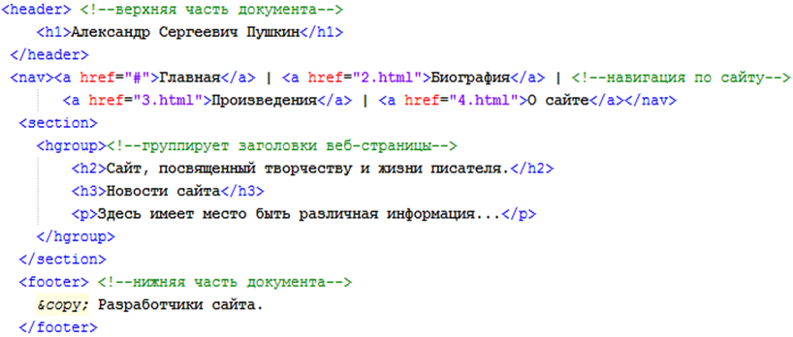 <header> <!--верхняя часть документа-->
<h1>Александр Сергеевич Пушкин</h1>
</header>
<nav><a href="#">Главная</a> | <a href="2.html">Биография</a> | <!--навигация по сайту-->
<a href="3.html">Произведения</a> | <a href="4.html">О сайте</a></nav>
<section>
<hgroup><!--группирует заголовки веб-страницы-->
<h2>Сайт, посвященный творчеству и жизни писателя.</h2>
<h3>Новости сайта</h3>
<p>Здесь имеет место быть различная информация...</p>
</hgroup>
</section>
<footer> <!--нижняя часть документа-->
&copy; Разработчики сайта.
</footer>